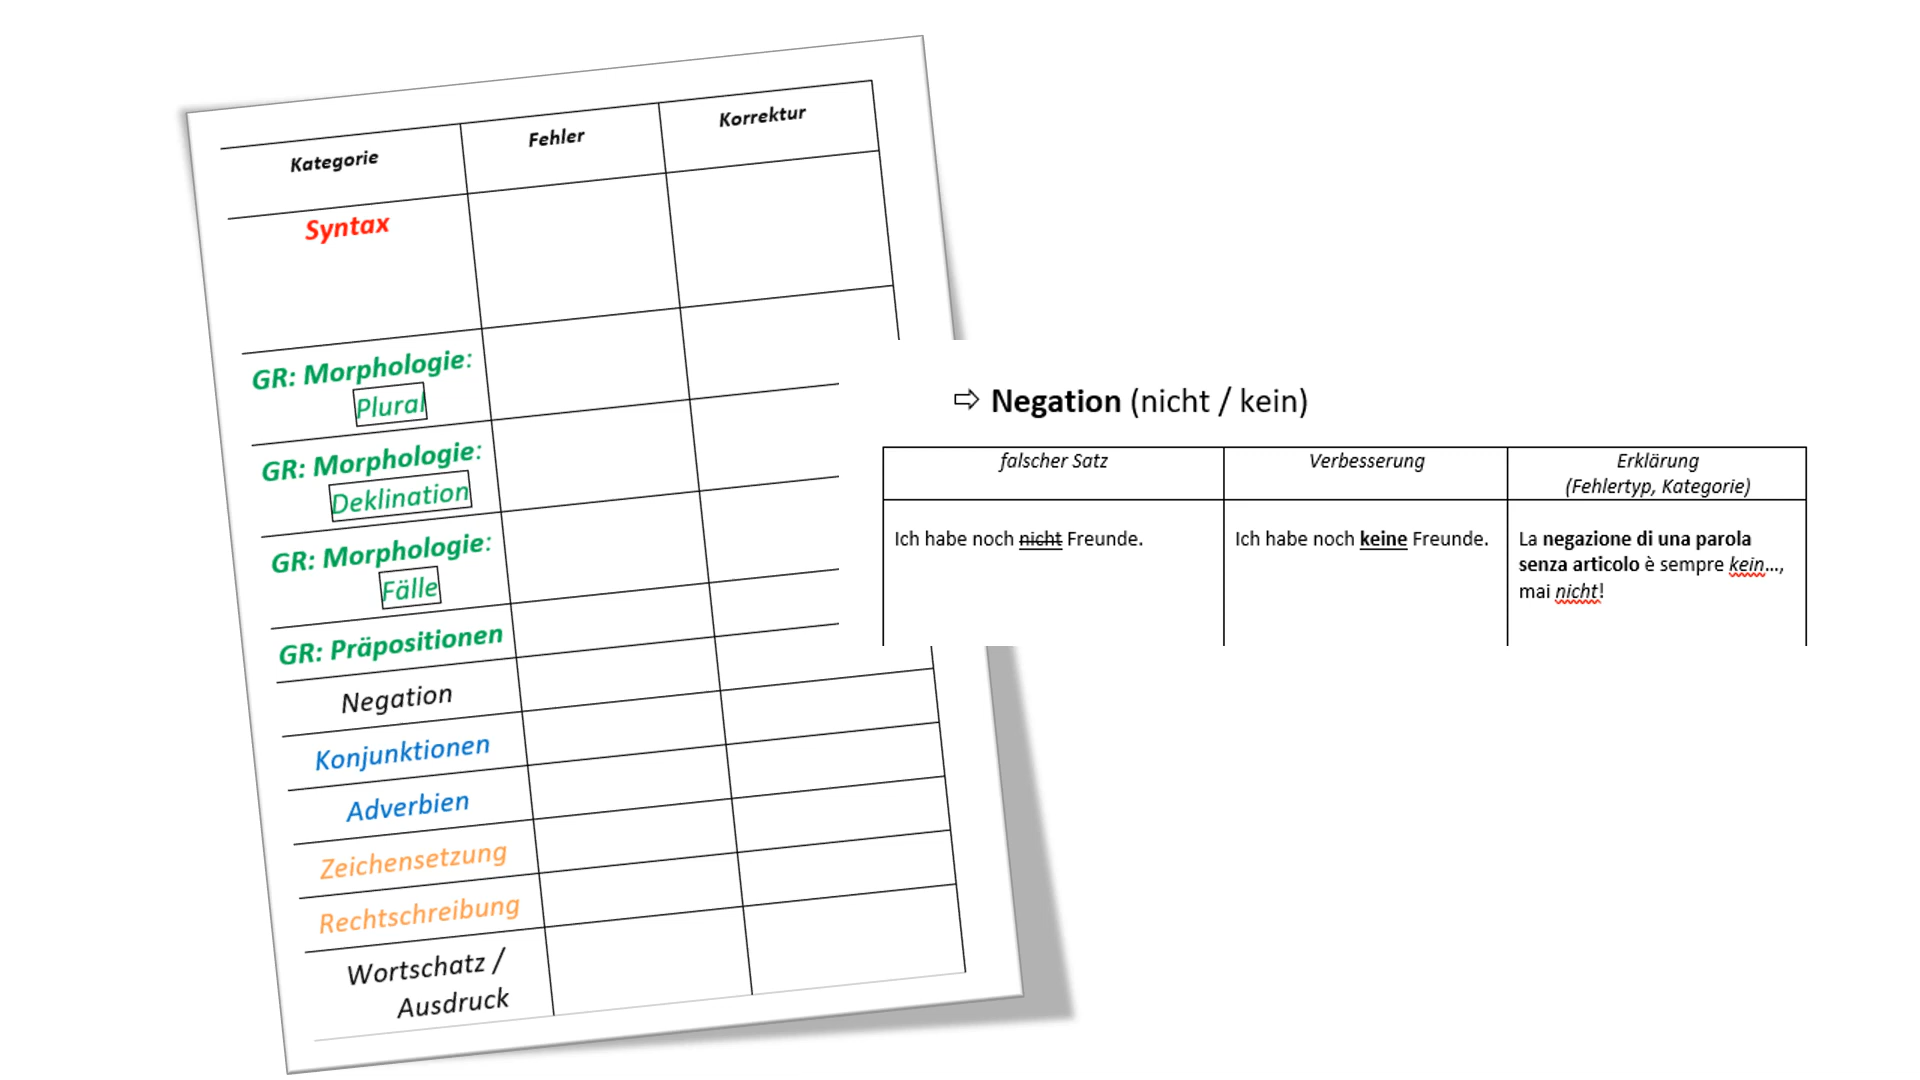 Kategorie
Fehler
Korrektur
Syntax
GR: Morphologie:
Plural
GR: Morphologie:
Deklination
GR: Morphologie:
Fälle
GR: Präpositionen
Negation
Konjunktionen
Adverbien
Zeichensetzung
Rechtschreibung
Wortschatz /
Ausdruck
⇨ Negation (nicht / kein)
falscher Satz
Verbesserung
Erklärung
(Fehlertyp, Kategorie)
Ich habe noch nicht Freunde.
Ich habe noch keine Freunde.
La negazione di una parola
senza articolo è sempre kein…,
mai nicht!